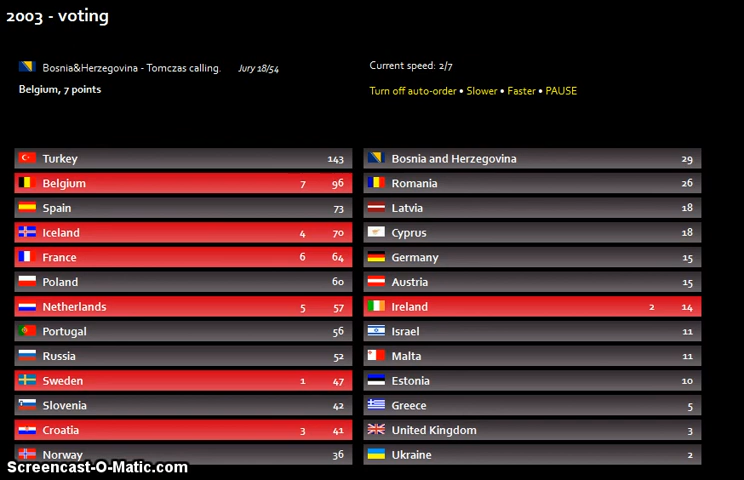 2003 - voting
Bosnia&Herzegovina - Tomczas calling. Jury 18/54
Belgium, 7 points
Current speed: 2/7
Turn off auto-order • Slower • Faster • PAUSE
Turkey 143
Belgium 7 96
Spain 73
Iceland 4 70
France 6 64
Poland 60
Netherlands 5 57
Portugal 56
Russia 52
Sweden 1 47
Slovenia 42
Croatia 3 41
Norway 36
Bosnia and Herzegovina 29
Romania 26
Latvia 18
Cyprus 18
Germany 15
Austria 15
Ireland 2 14
Israel 11
Malta 11
Estonia 10
Greece 5
United Kingdom 3
Ukraine 2
Screencast-O-Matic.com